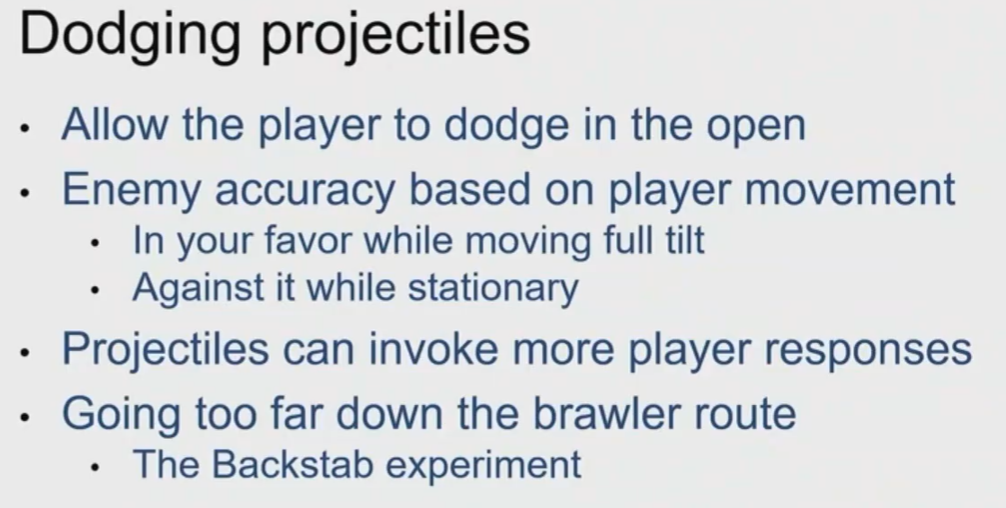 Dodging projectiles
• Allow the player to dodge in the open
• Enemy accuracy based on player movement
• In your favor while moving full tilt
• Against it while stationary
• Projectiles can invoke more player responses
• Going too far down the brawler route
• The Backstab experiment